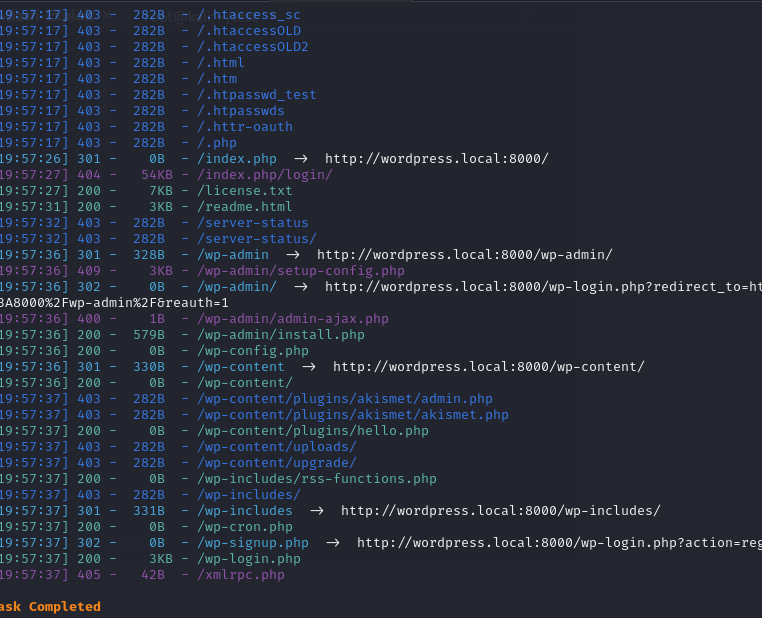 19:57:17] 403 -  282B  - /.htaccess_sc
19:57:17] 403 -  282B  - /.htaccessOLD
19:57:17] 403 -  282B  - /.htaccessOLD2
19:57:17] 403 -  282B  - /.html
19:57:17] 403 -  282B  - /.htm
19:57:17] 403 -  282B  - /.htpasswd_test
19:57:17] 403 -  282B  - /.htpasswds
19:57:17] 403 -  282B  - /.httr-oauth
19:57:17] 403 -  282B  - /.php
19:57:26] 301 -    0B  - /index.php  →  http://wordpress.local:8000/
19:57:27] 404 -   54KB - /index.php/login/
19:57:27] 200 -    7KB - /license.txt
19:57:31] 200 -    3KB - /readme.html
19:57:32] 403 -  282B  - /server-status
19:57:32] 403 -  282B  - /server-status/
19:57:36] 301 -  328B  - /wp-admin  →  http://wordpress.local:8000/wp-admin/
19:57:36] 409 -    3KB - /wp-admin/setup-config.php
19:57:36] 302 -    0B  - /wp-admin/  →  http://wordpress.local:8000/wp-login.php?redirect_to=ht
3A8000%2Fwp-admin%2F&reauth=1
19:57:36] 400 -    1B  - /wp-admin/admin-ajax.php
19:57:36] 200 -  579B  - /wp-admin/install.php
19:57:36] 200 -    0B  - /wp-config.php
19:57:36] 301 -  330B  - /wp-content  →  http://wordpress.local:8000/wp-content/
19:57:36] 200 -    0B  - /wp-content/
19:57:37] 403 -  282B  - /wp-content/plugins/akismet/admin.php
19:57:37] 403 -  282B  - /wp-content/plugins/akismet/akismet.php
19:57:37] 200 -    0B  - /wp-content/plugins/hello.php
19:57:37] 403 -  282B  - /wp-content/uploads/
19:57:37] 403 -  282B  - /wp-content/upgrade/
19:57:37] 200 -    0B  - /wp-includes/rss-functions.php
19:57:37] 403 -  282B  - /wp-includes/
19:57:37] 301 -  331B  - /wp-includes  →  http://wordpress.local:8000/wp-includes/
19:57:37] 200 -    0B  - /wp-cron.php
19:57:37] 302 -    0B  - /wp-signup.php  →  http://wordpress.local:8000/wp-login.php?action=reg
19:57:37] 200 -    3KB - /wp-login.php
19:57:37] 405 -   42B  - /xmlrpc.php
ask Completed